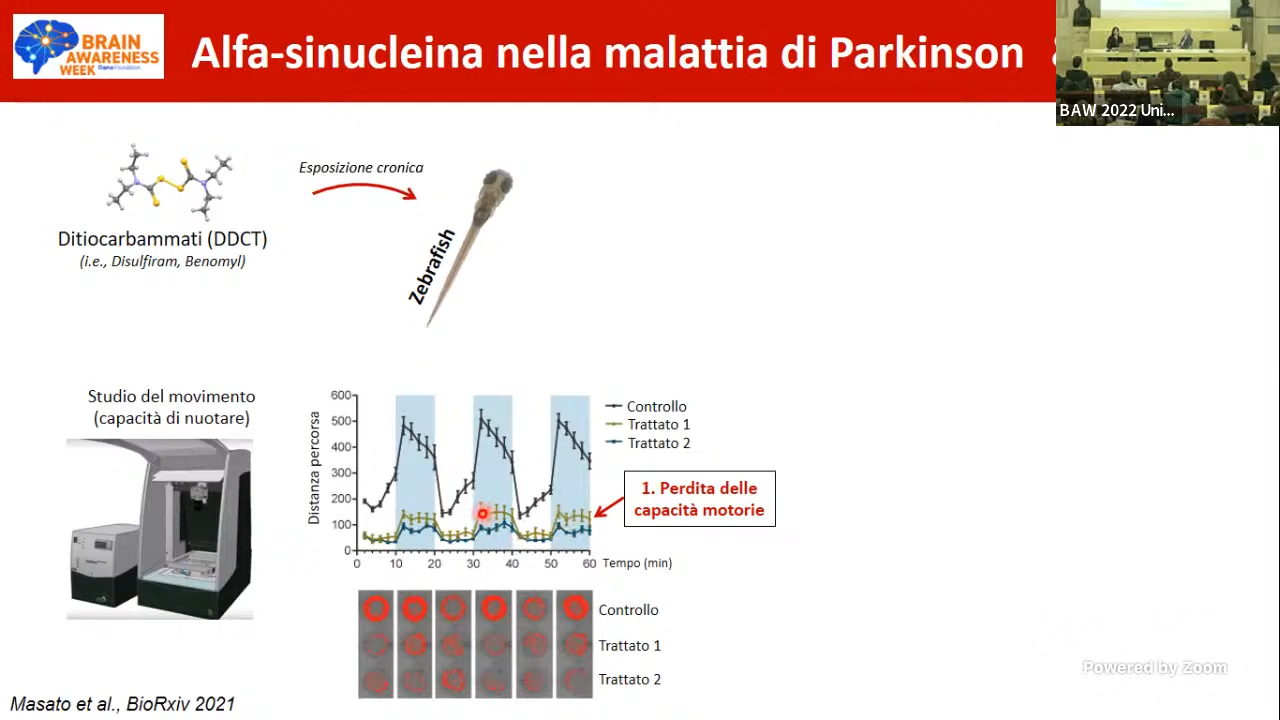 BRAIN
AWARENESS
WEEK Dana Foundation
Alfa-sinucleina nella malattia di Parkinson
BAW 2022 Uni...
Esposizione cronica
Ditiocarbammati (DDCT)
(i.e., Disulfiram, Benomyl)
Zebrafish
Studio del movimento
(capacità di nuotare)
Distanza percorsa
600
500
400
300
200
100
0
0 10 20 30 40 50 60 Tempo (min)
Controllo
Trattato 1
Trattato 2
1. Perdita delle
capacità motorie
Controllo
Trattato 1
Trattato 2
Powered by Zoom
Masato et al., BioRxiv 2021